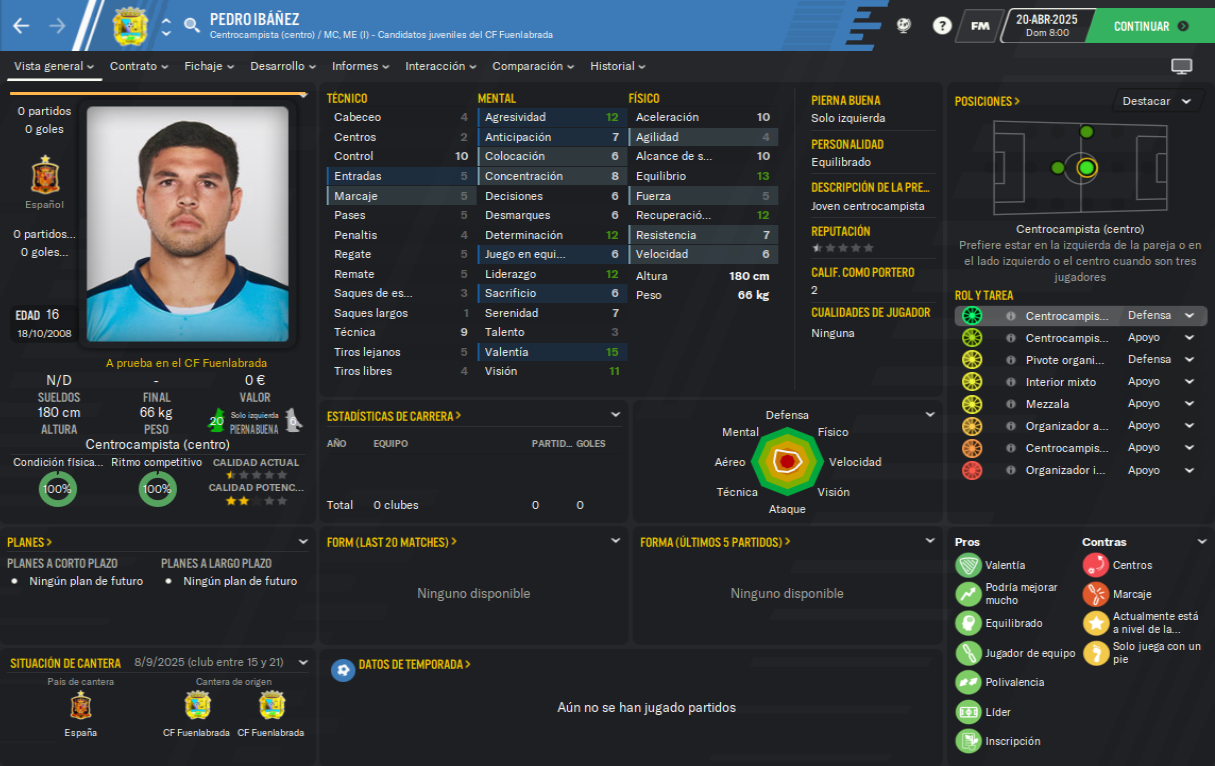 PEDRO IBÁÑEZ
Centrocampista (centro) / MC, ME (I) - Candidatos juveniles del CF Fuenlabrada
?
FM
20-ABR-2025
Dom 8:00
CONTINUAR
Vista general
Contrato
Fichaje
Desarrollo
Informes
Interacción
Comparación
Historial
0 partidos
0 goles
Español
0 partidos...
0 goles...
EDAD 16
18/10/2008
A prueba en el CF Fuenlabrada
N/D
SUELDOS
-
FINAL
0 €
VALOR
180 cm
ALTURA
66 kg
PESO
20
Solo izquierda
PIERNA BUENA
Centrocampista (centro)
Condición física...
100%
Ritmo competitivo
100%
CALIDAD ACTUAL
CALIDAD POTENC...
TÉCNICO
Cabeceo 4
Centros 2
Control 10
Entradas 5
Marcaje 5
Pases 5
Penaltis 4
Regate 5
Remate 5
Saques de es... 3
Saques largos 1
Técnica 9
Tiros lejanos 5
Tiros libres 4
MENTAL
Agresividad 12
Anticipación 7
Colocación 6
Concentración 8
Decisiones 6
Desmarques 6
Determinación 12
Juego en equi... 6
Liderazgo 12
Sacrificio 6
Serenidad 7
Talento 3
Valentía 15
Visión 11
FÍSICO
Aceleración 10
Agilidad 4
Alcance de s... 10
Equilibrio 13
Fuerza 5
Recuperació... 12
Resistencia 7
Velocidad 6
Altura 180 cm
Peso 66 kg
PIERNA BUENA
Solo izquierda
PERSONALIDAD
Equilibrado
DESCRIPCIÓN DE LA PRE...
Joven centrocampista
REPUTACIÓN
CALIF. COMO PORTERO
2
CUALIDADES DE JUGADOR
Ninguna
POSICIONES >
Destacar
Centrocampista (centro)
Prefiere estar en la izquierda de la pareja o en
el lado izquierdo o el centro cuando son tres
jugadores
ROL Y TAREA
Centrocampis... Defensa
Centrocampis... Apoyo
Pivote organi... Defensa
Interior mixto Apoyo
Mezzala Apoyo
Organizador a... Apoyo
Centrocampis... Apoyo
Organizador i... Apoyo
ESTADÍSTICAS DE CARRERA >
AÑO EQUIPO PARTID... GOLES
Total 0 clubes 0 0
Defensa
Físico
Velocidad
Visión
Ataque
Técnica
Aéreo
Mental
PLANES >
PLANES A CORTO PLAZO
Ningún plan de futuro
PLANES A LARGO PLAZO
Ningún plan de futuro
FORM (LAST 20 MATCHES) >
Ninguno disponible
FORMA (ÚLTIMOS 5 PARTIDOS) >
Ninguno disponible
Pros
Valentía
Podría mejorar
mucho
Equilibrado
Jugador de equipo
Polivalencia
Líder
Inscripción
Contras
Centros
Marcaje
Actualmente está
a nivel de la...
Solo juega con un
pie
SITUACIÓN DE CANTERA 8/9/2025 (club entre 15 y 21)
País de cantera
España
Cantera de origen
CF Fuenlabrada
CF Fuenlabrada
DATOS DE TEMPORADA >
Aún no se han jugado partidos